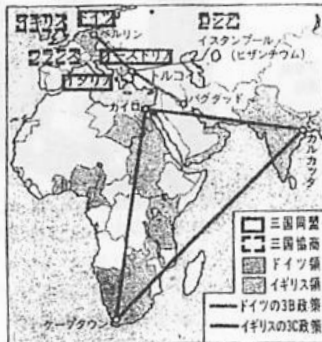 イギリス
ドイツ
ロシア
ベルリン
フランス
オーストリア
イスタンブール
(ビザンチウム)
イタリア
トルコ
バグダッド
カイロ
カルカッタ
ケープタウン
三国同盟
三国協商
ドイツ領
イギリス領
ドイツの3B政策
イギリスの3C政策